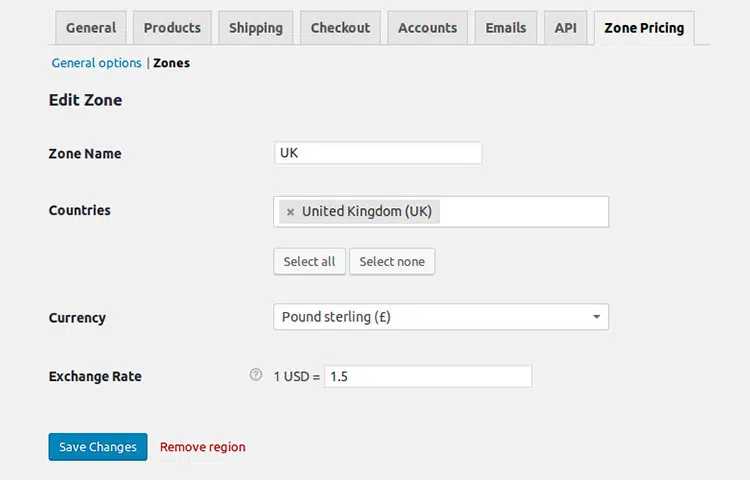 General Products Shipping Checkout Accounts Emails API Zone Pricing
General options | Zones
Edit Zone
Zone Name UK
Countries × United Kingdom (UK)
Select all Select none
Currency Pound sterling (£)
Exchange Rate ? 1 USD = 1.5
Save Changes Remove region